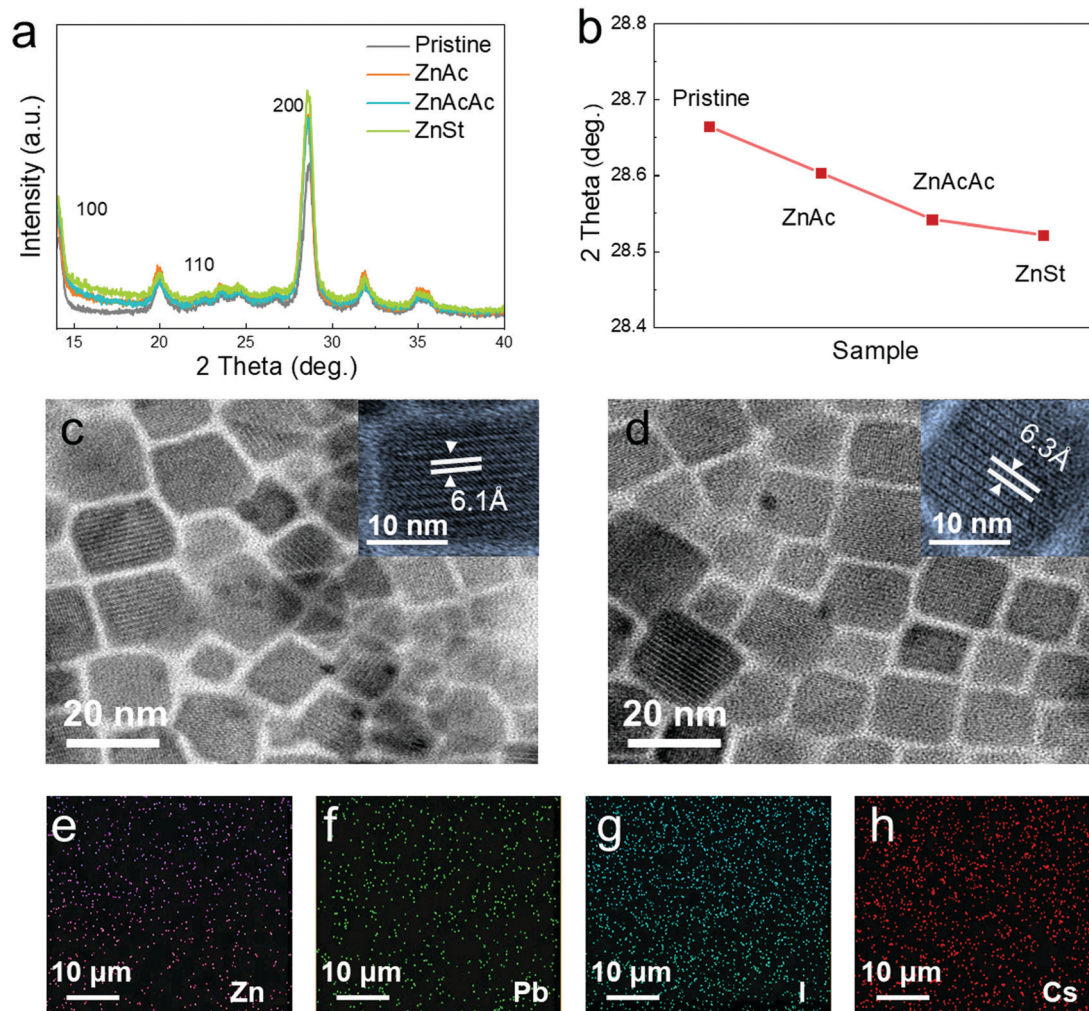 a
Intensity (a.u.)
Pristine
ZnAc
ZnAcAc
ZnSt
100
110
200
15 20 25 30 35 40
2 Theta (deg.)
b
2 Theta (deg.)
28.8
28.7
28.6
28.5
28.4
Pristine
ZnAc
ZnAcAc
ZnSt
Sample
c
6.1Å
10 nm
20 nm
d
6.3Å
10 nm
20 nm
e
10 μm
Zn
f
10 μm
Pb
g
10 μm
I
h
10 μm
Cs